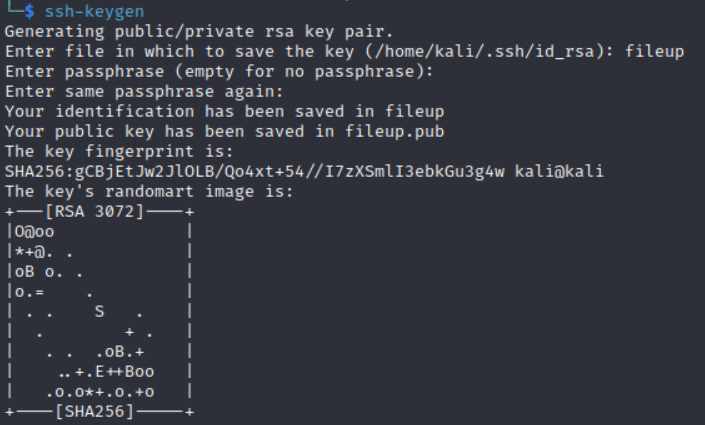 └─$ ssh-keygen
Generating public/private rsa key pair.
Enter file in which to save the key (/home/kali/.ssh/id_rsa): fileup
Enter passphrase (empty for no passphrase):
Enter same passphrase again:
Your identification has been saved in fileup
Your public key has been saved in fileup.pub
The key fingerprint is:
SHA256:gCBjEtJw2JlOLB/Qo4xt+54//I7zXSmlI3ebkGu3g4w kali@kali
The key's randomart image is:
+---[RSA 3072]----+
|O@oo             |
|*+@. .           |
|oB o. .          |
|o.=    .         |
| . .    S   .    |
|  .        + .   |
|   . .  .oB.+    |
|    ..+.E++Boo   |
|   .o.o*+.o.+o   |
+----[SHA256]-----+